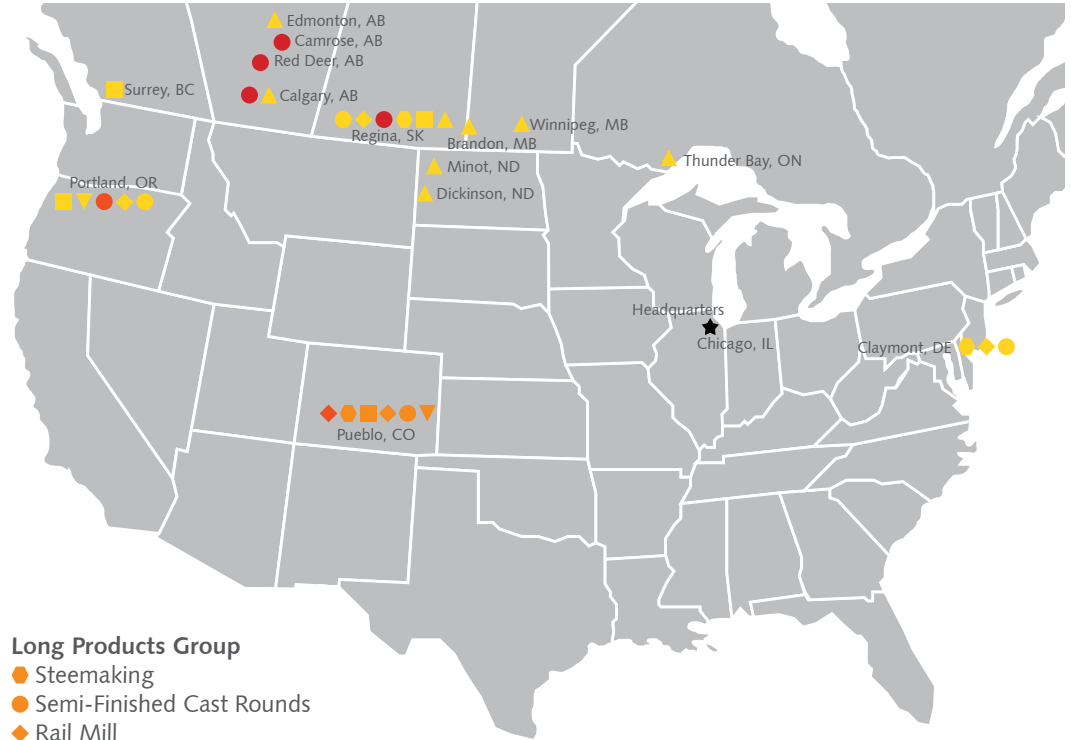 Edmonton, AB
Camrose, AB
Red Deer, AB
Surrey, BC
Calgary, AB
Regina, SK
Brandon, MB
Winnipeg, MB
Thunder Bay, ON
Minot, ND
Dickinson, ND
Portland, OR
Headquarters
Chicago, IL
Claymont, DE
Pueblo, CO
Long Products Group
Steemaking
Semi-Finished Cast Rounds
Rail Mill